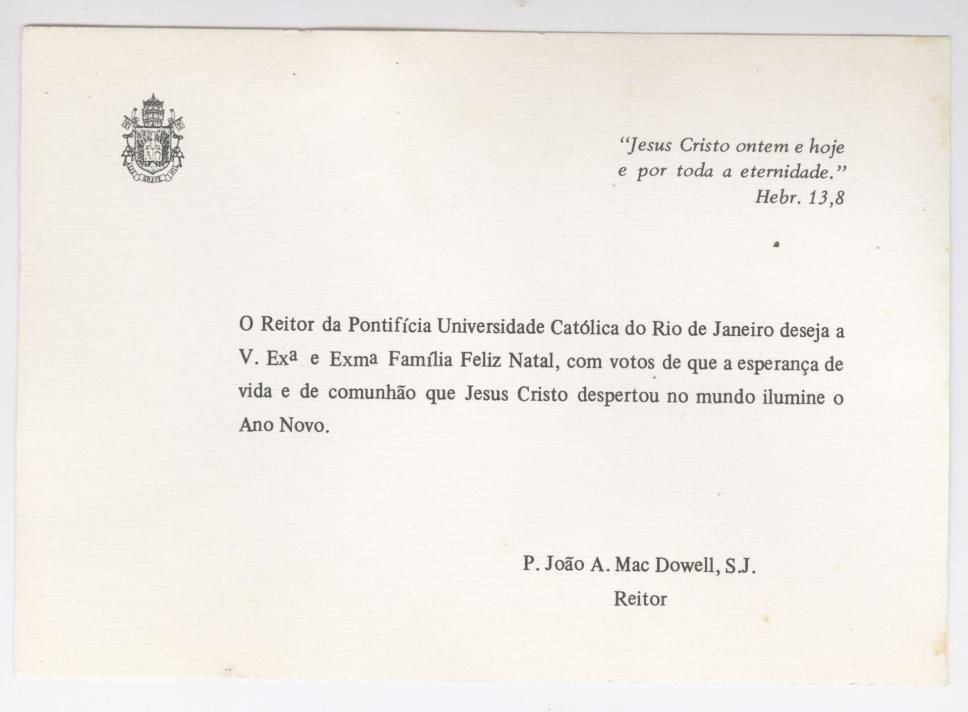 "Jesus Cristo ontem e hoje
e por toda a eternidade."
Hebr. 13,8
O Reitor da Pontifícia Universidade Católica do Rio de Janeiro deseja a
V. Exª e Exmª Família Feliz Natal, com votos de que a esperança de
vida e de comunhão que Jesus Cristo despertou no mundo ilumine o
Ano Novo.
P. João A. Mac Dowell, S.J.
Reitor